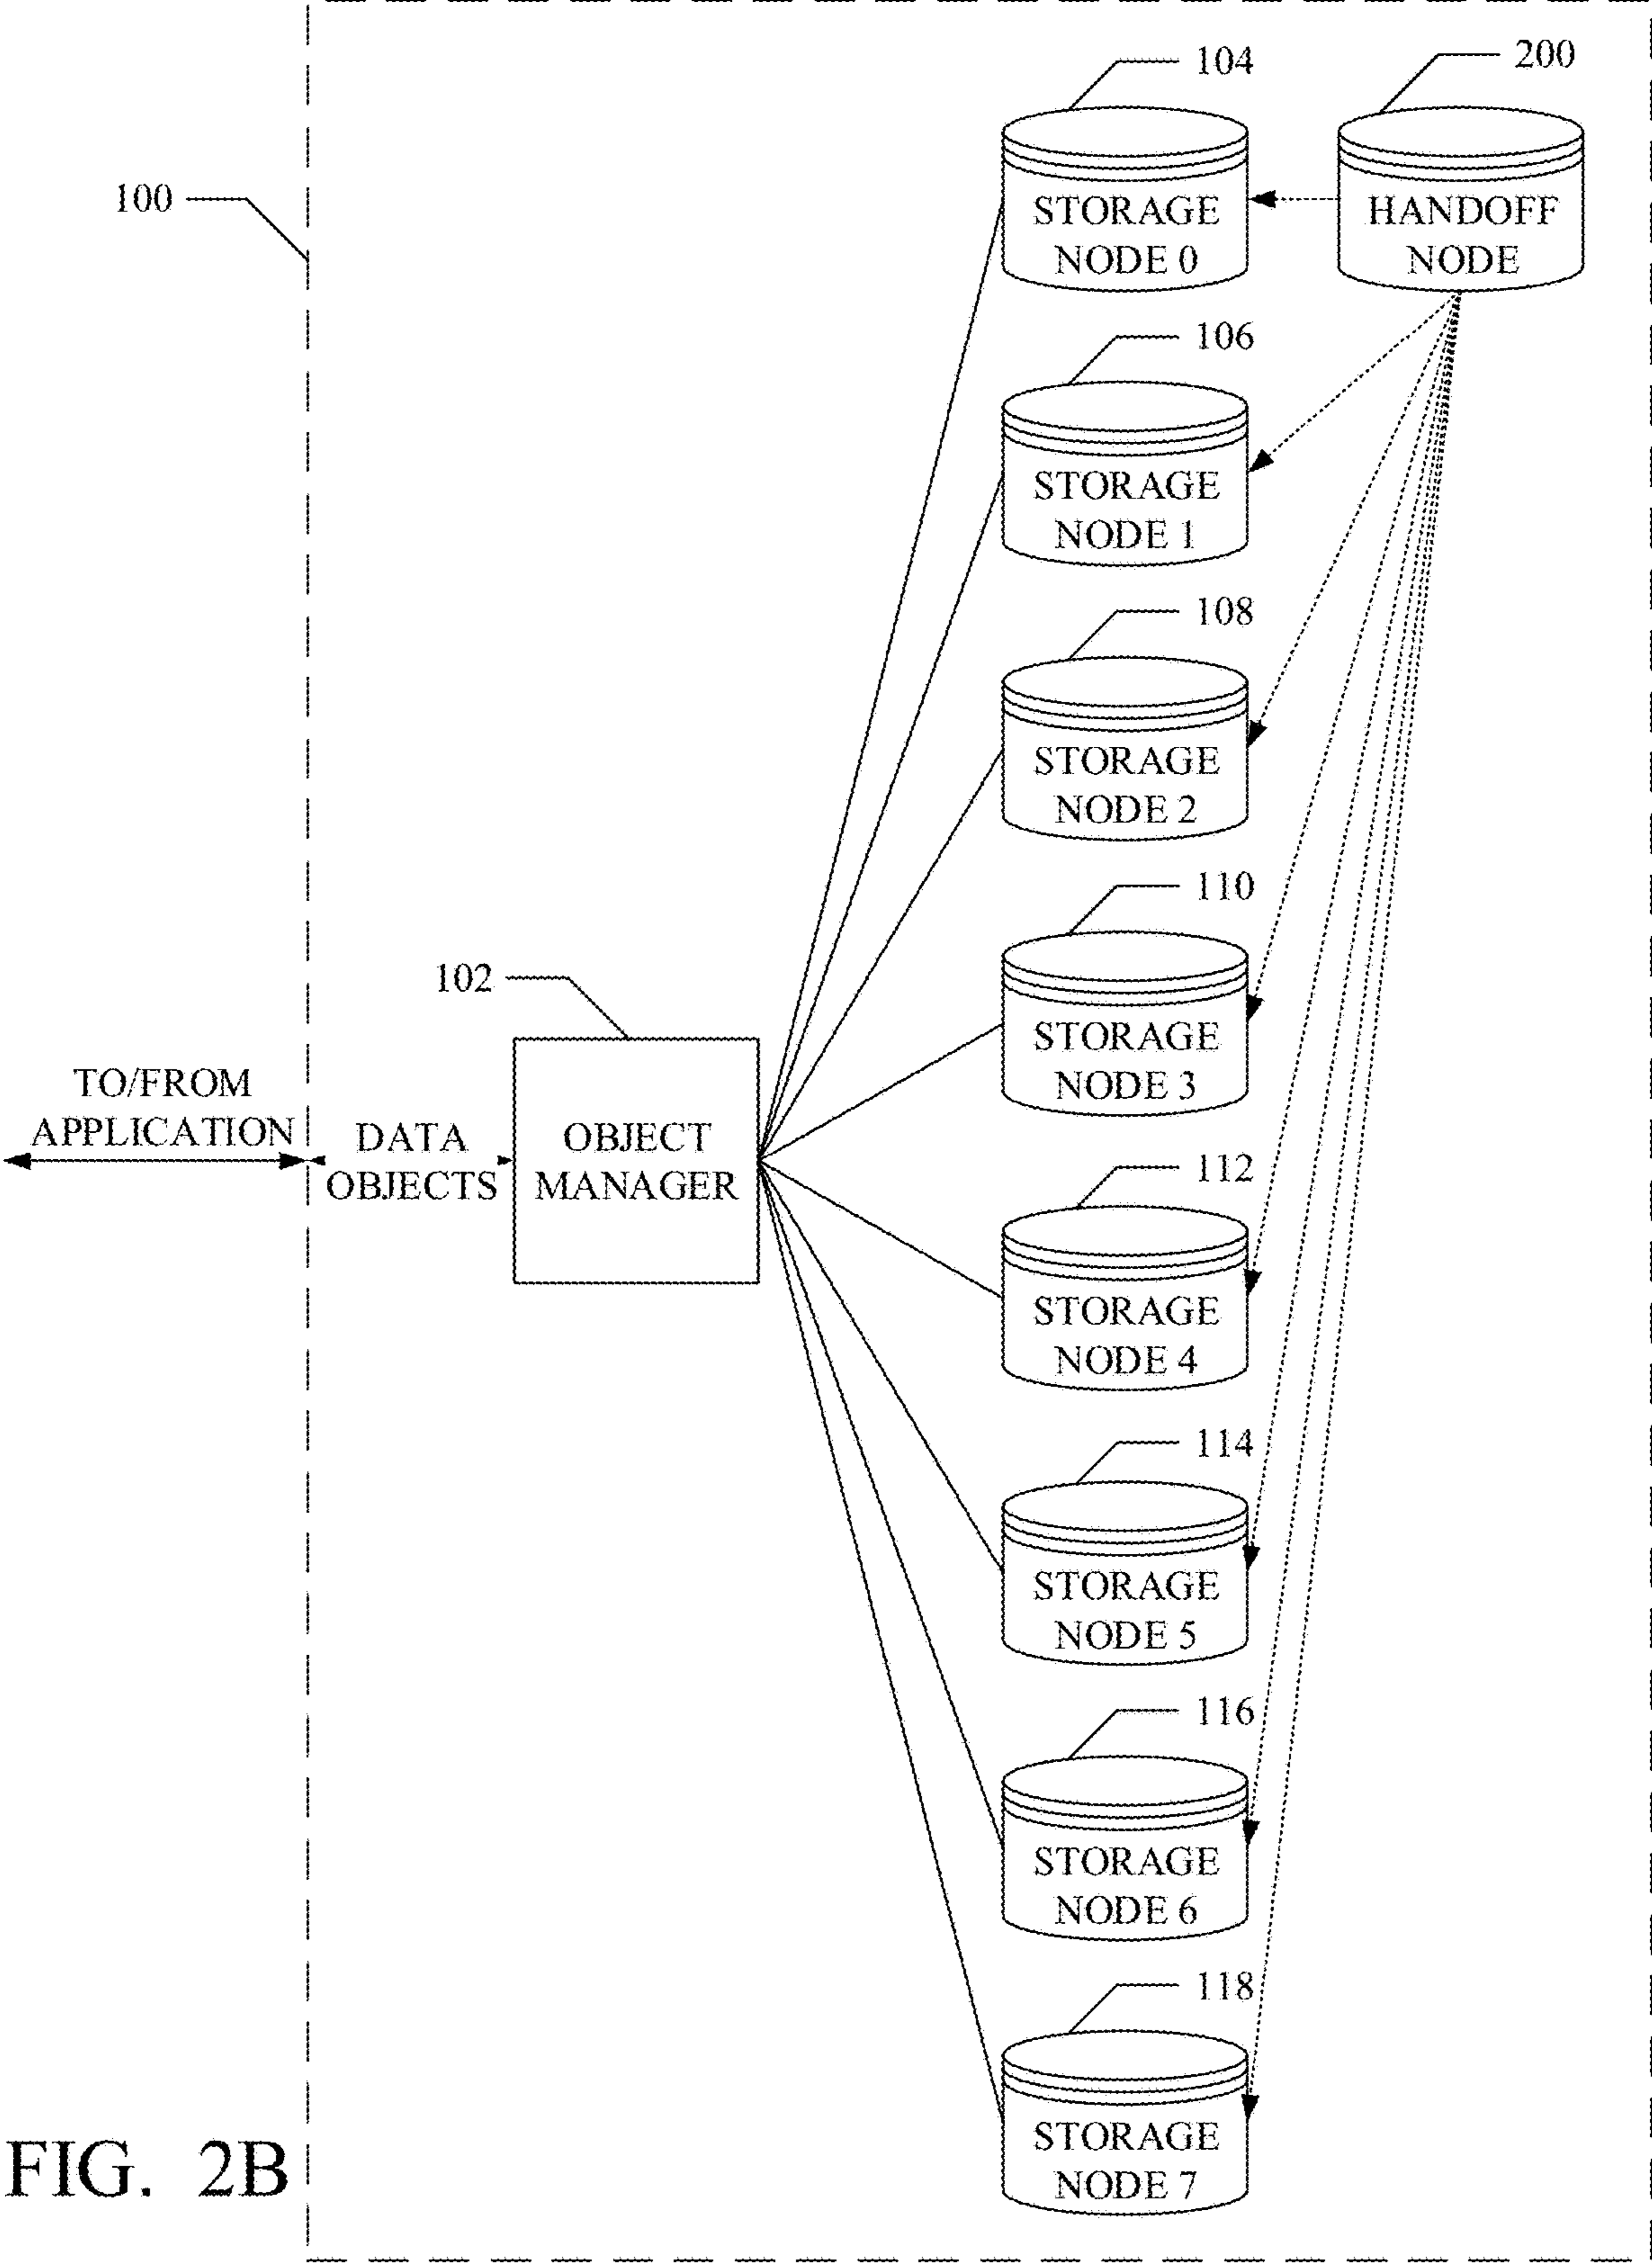 104
200
100
STORAGE
NODE 0
HANDOFF
NODE
106
STORAGE
NODE 1
108
STORAGE
NODE 2
110
STORAGE
NODE 3
102
TO/FROM
APPLICATION
DATA
OBJECTS
OBJECT
MANAGER
112
STORAGE
NODE 4
114
STORAGE
NODE 5
116
STORAGE
NODE 6
118
STORAGE
NODE 7
FIG. 2B